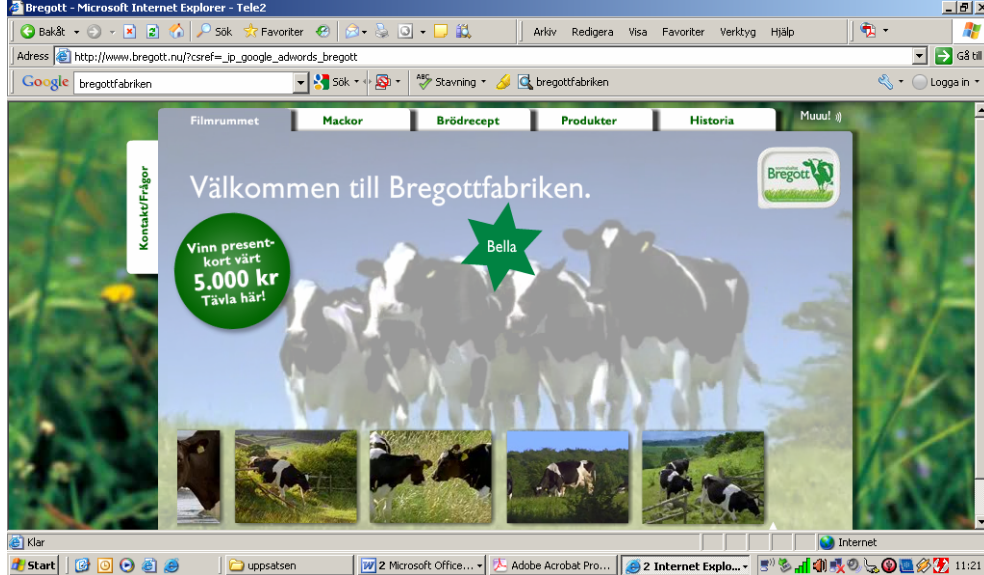 Bregott - Microsoft Internet Explorer - Tele2
Bakåt Sök Favoriter Arkiv Redigera Visa Favoriter Verktyg Hjälp
Adress http://www.bregott.nu/?csref=_ip_google_adwords_bregott Gå till
Google bregottfabriken Sök ABC Stavning bregottfabriken Logga in
Filmrummet Mackor Brödrecept Produkter Historia Muuu!
Kontakt/Frågor
Välkommen till Bregottfabriken.
Bregott
Bella
Vinn present-
kort värt
5.000 kr
Tävla här!
Klar Internet
Start uppsatsen 2 Microsoft Office... Adobe Acrobat Pro... 2 Internet Explo... 11:21